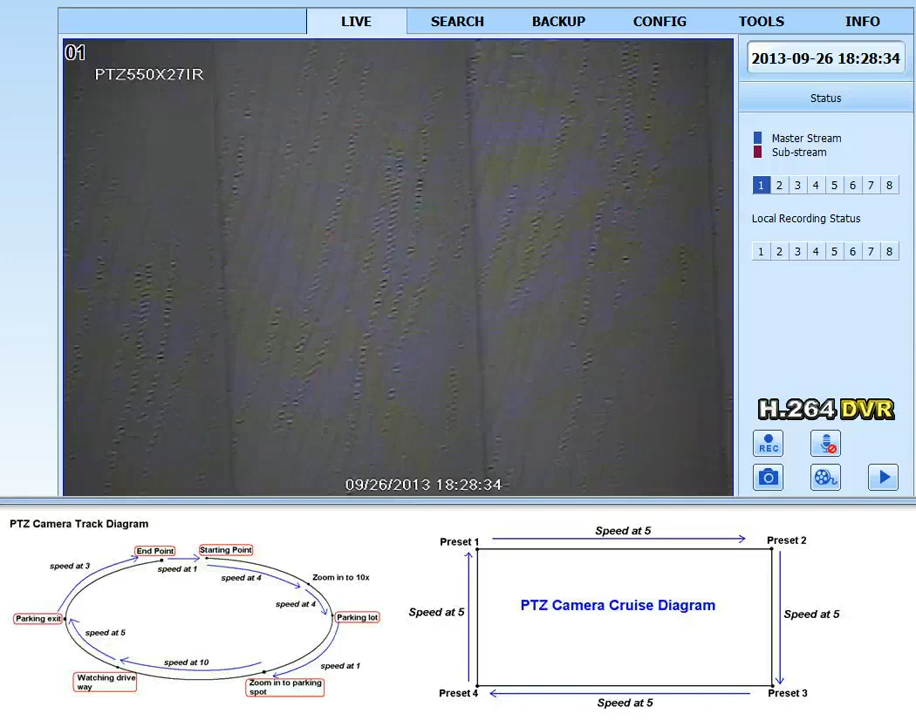 LIVE
SEARCH
BACKUP
CONFIG
TOOLS
INFO
01
PTZ550X27IR
09/26/2013 18:28:34
2013-09-26 18:28:34
Status
Master Stream
Sub-stream
1 2 3 4 5 6 7 8
Local Recording Status
1 2 3 4 5 6 7 8
H.264 DVR
REC
PTZ Camera Track Diagram
End Point
Starting Point
speed at 3
speed at 1
speed at 4
Zoom in to 10x
speed at 4
Parking exit
Parking lot
speed at 5
speed at 10
speed at 1
Watching drive
way
Zoom in to parking
spot
Speed at 5
Preset 1
Preset 2
Speed at 5
PTZ Camera Cruise Diagram
Speed at 5
Preset 4
Preset 3
Speed at 5